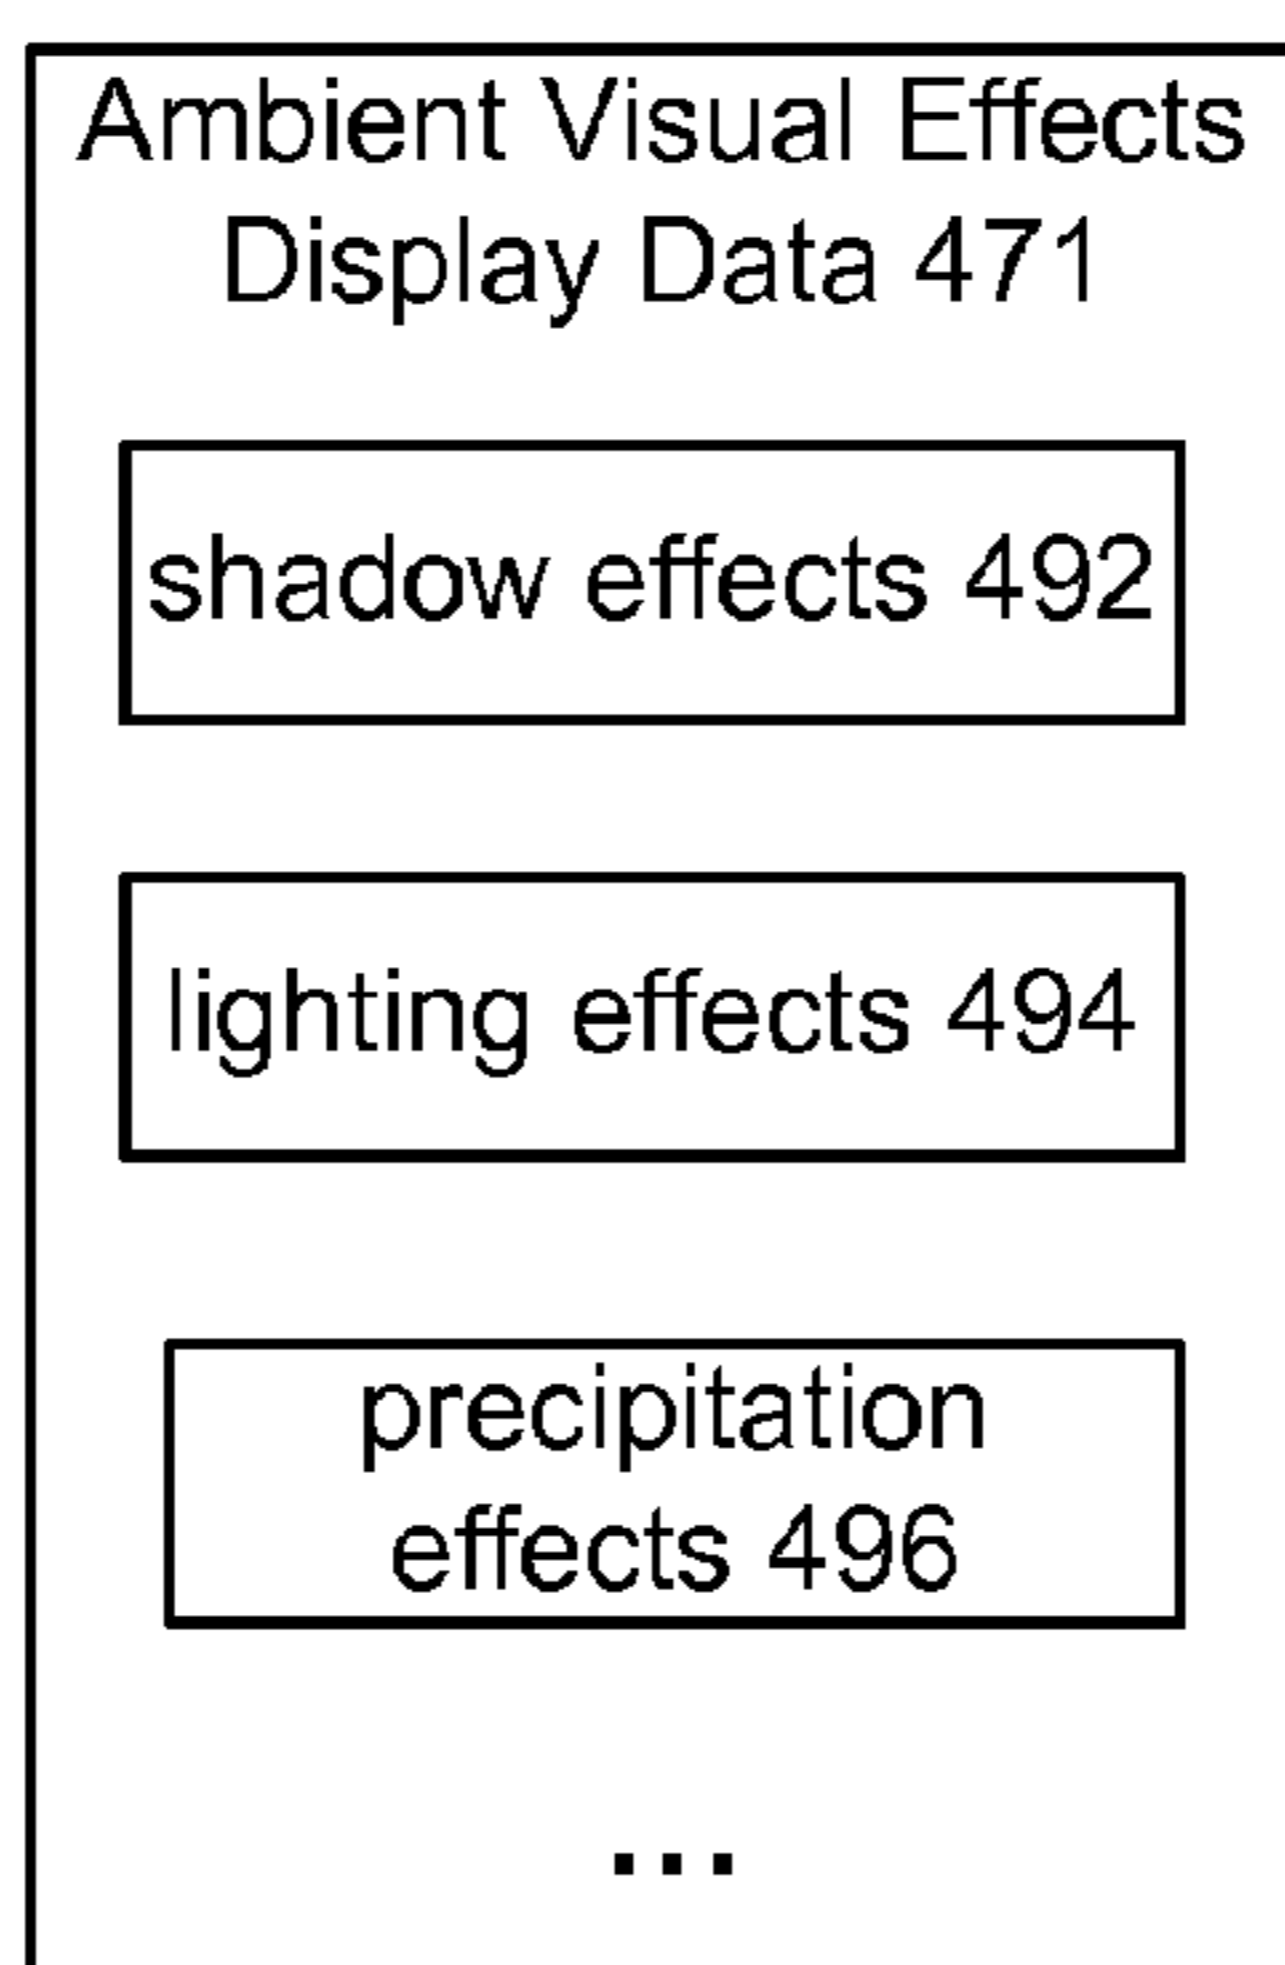 Ambient Visual Effects
Display Data 471
shadow effects 492
lighting effects 494
precipitation
effects 496
...